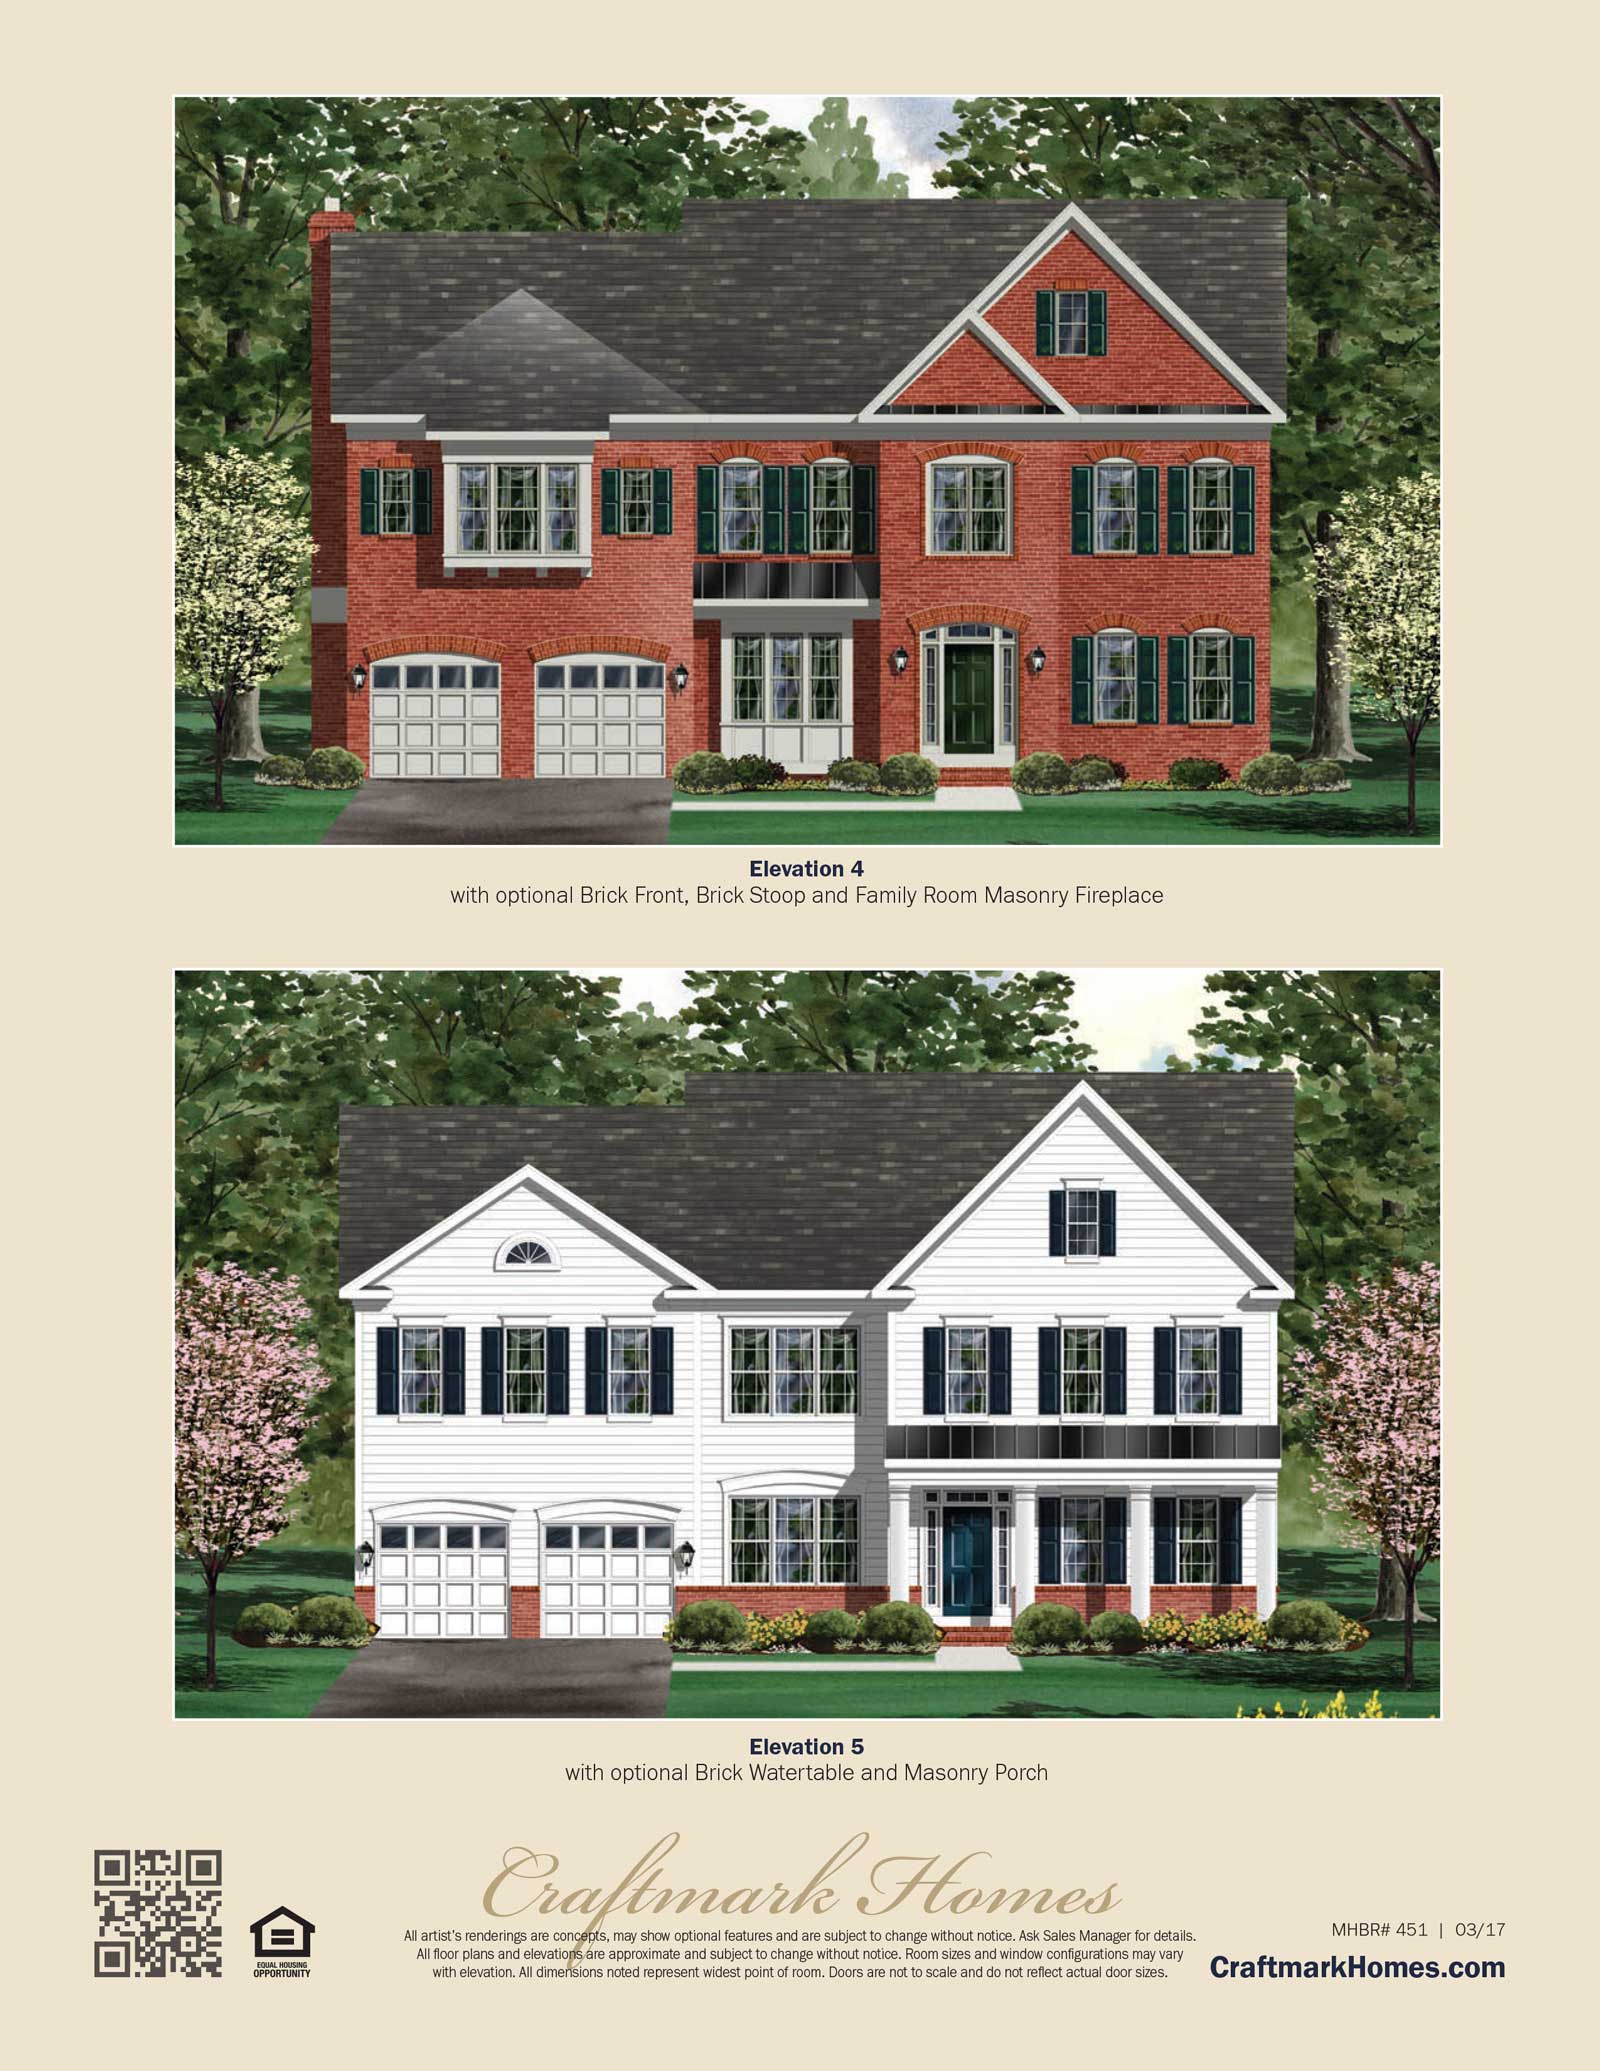 Elevation 4
with optional Brick Front, Brick Stoop and Family Room Masonry Fireplace
Elevation 5
with optional Brick Watertable and Masonry Porch
Craftmark Homes
All artist's renderings are concepts, may show optional features and are subject to change without notice. Ask Sales Manager for details.
All floor plans and elevations are approximate and subject to change without notice. Room sizes and window configurations may vary
with elevation. All dimensions noted represent widest point of room. Doors are not to scale and do not reflect actual door sizes.
EQUAL HOUSING
OPPORTUNITY
MHBR# 451 | 03/17
CraftmarkHomes.com